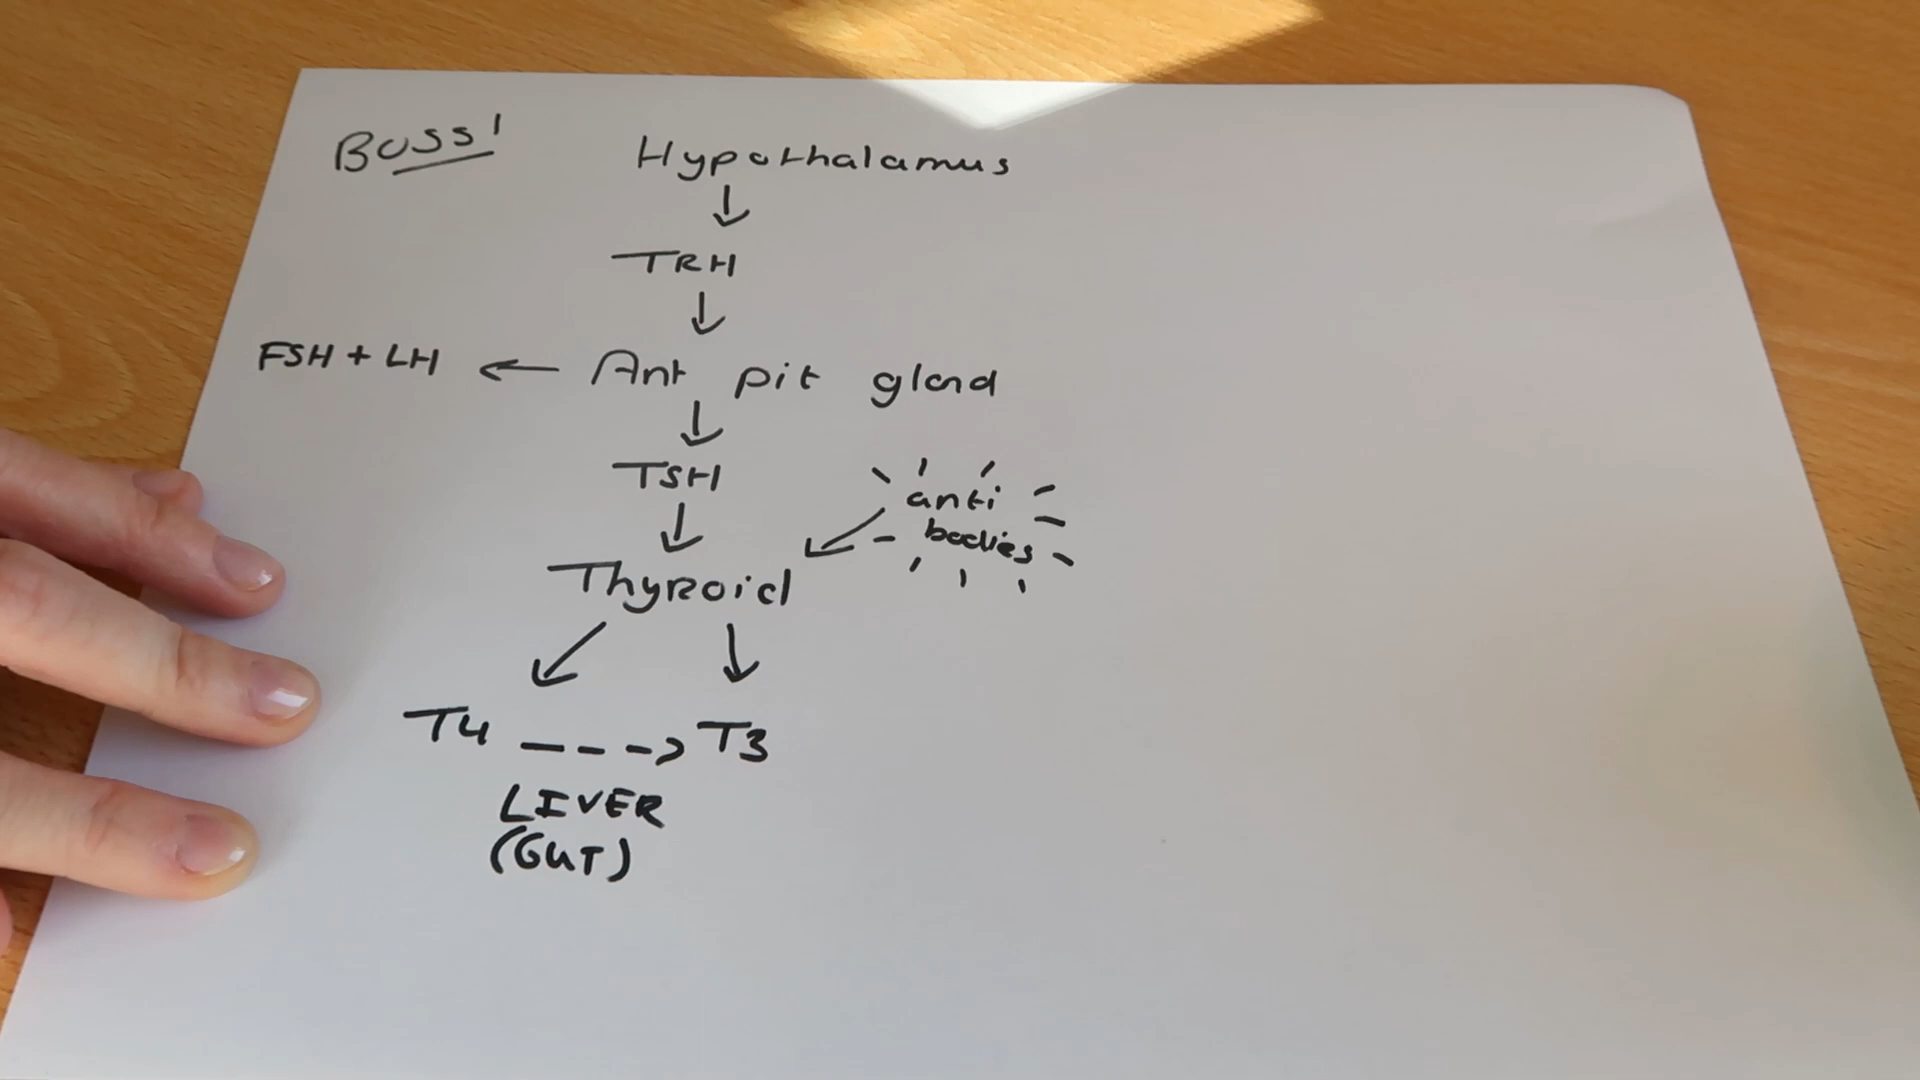 BOSS!
Hypothalamus
↓
TRH
↓
FSH + LH ← Ant pit gland
↓
TSH
↓
anti
bodies
Thyroid
T4 ---> T3
LIVER
(GUT)